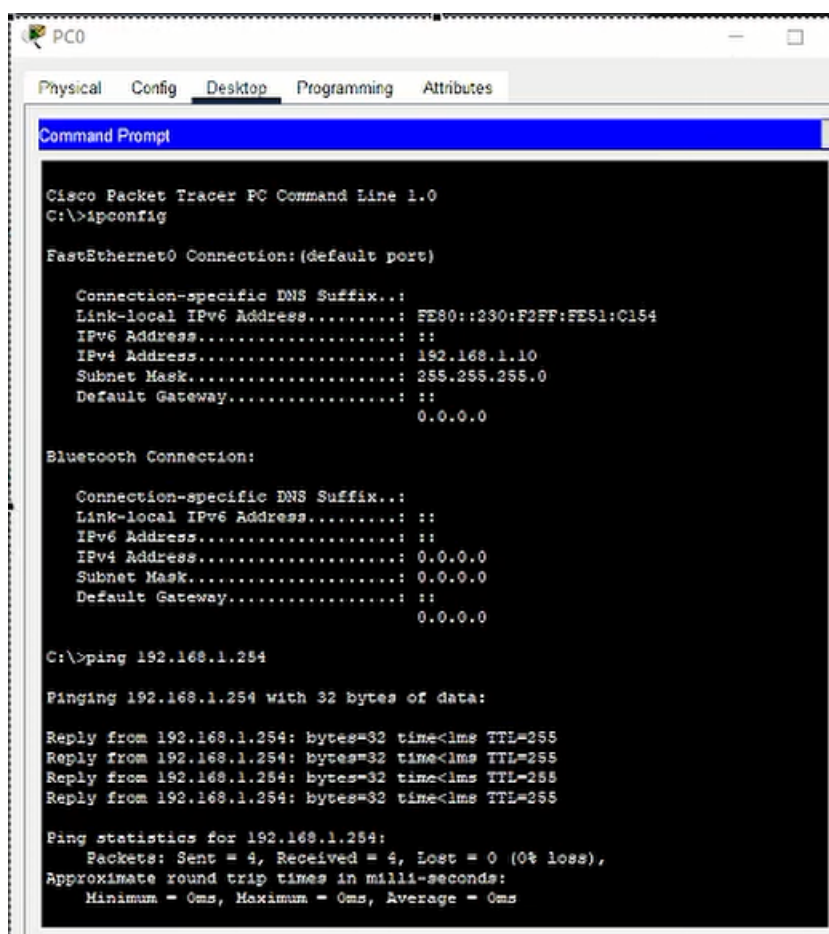 PC0
Physical Config Desktop Programming Attributes
Command Prompt
Cisco Packet Tracer PC Command Line 1.0
C:\>ipconfig
FastEthernet0 Connection:(default port)
Connection-specific DNS Suffix..:
Link-local IPv6 Address.........: FE80::230:F2FF:FE51:C154
IPv6 Address....................: ::
IPv4 Address....................: 192.168.1.10
Subnet Mask.....................: 255.255.255.0
Default Gateway.................: ::
0.0.0.0
Bluetooth Connection:
Connection-specific DNS Suffix..:
Link-local IPv6 Address.........: ::
IPv6 Address....................: ::
IPv4 Address....................: 0.0.0.0
Subnet Mask.....................: 0.0.0.0
Default Gateway.................: ::
0.0.0.0
C:\>ping 192.168.1.254
Pinging 192.168.1.254 with 32 bytes of data:
Reply from 192.168.1.254: bytes=32 time<1ms TTL=255
Reply from 192.168.1.254: bytes=32 time<1ms TTL=255
Reply from 192.168.1.254: bytes=32 time<1ms TTL=255
Reply from 192.168.1.254: bytes=32 time<1ms TTL=255
Ping statistics for 192.168.1.254:
Packets: Sent = 4, Received = 4, Lost = 0 (0% loss),
Approximate round trip times in milli-seconds:
Minimum = 0ms, Maximum = 0ms, Average = 0ms